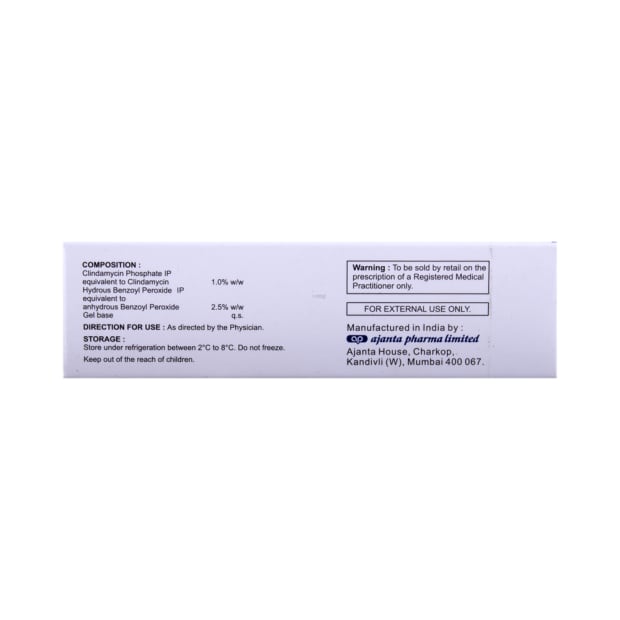 COMPOSITION :
Clindamycin Phosphate IP
equivalent to Clindamycin 1.0% w/w
Hydrous Benzoyl Peroxide IP
equivalent to
anhydrous Benzoyl Peroxide 2.5% w/w
Gel base q.s.
DIRECTION FOR USE : As directed by the Physician.
STORAGE :
Store under refrigeration between 2°C to 8°C. Do not freeze.
Keep out of the reach of children.
Warning : To be sold by retail on the
prescription of a Registered Medical
Practitioner only.
FOR EXTERNAL USE ONLY.
Manufactured in India by :
ap ajanta pharma limited
Ajanta House, Charkop,
Kandivli (W), Mumbai 400 067.